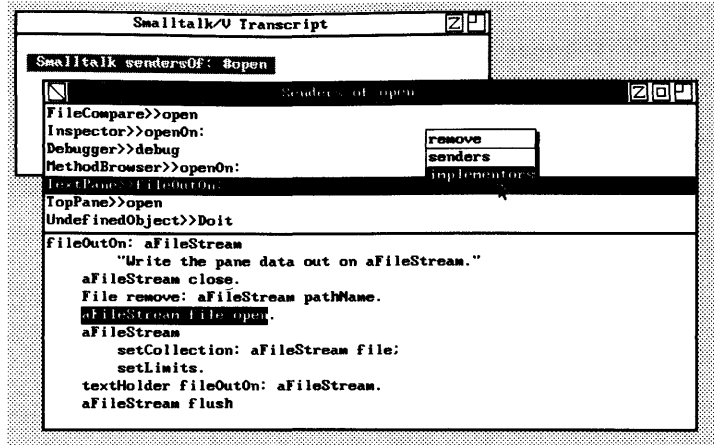 Smalltalk/V Transcript
Smalltalk sendersOf: #open
Senders of open
FileCompare>>open
Inspector>>openOn:
Debugger>>debug
MethodBrowser>>openOn:
TextPane>>fileOutOn:
TopPane>>open
UndefinedObject>>Doit
remove
senders
implementors
fileOutOn: aFileStream
"Write the pane data out on aFileStream."
aFileStream close.
File remove: aFileStream pathName.
aFileStream file open.
aFileStream
setCollection: aFileStream file;
setLimits.
textHolder fileOutOn: aFileStream.
aFileStream flush